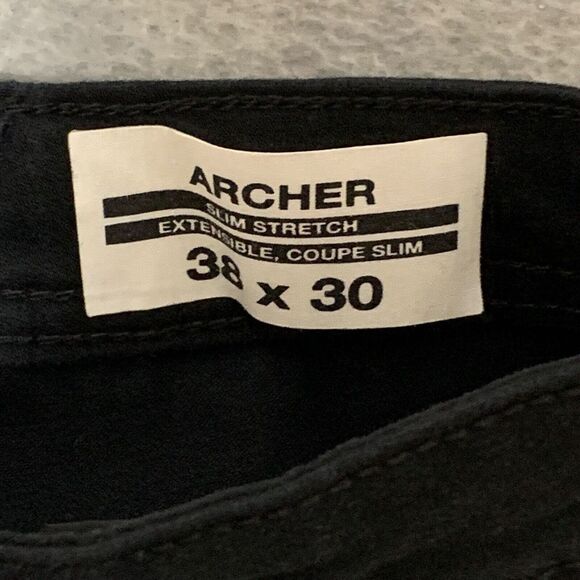 ARCHER
SLIM STRETCH
EXTENSIBLE, COUPE SLIM
38 x 30